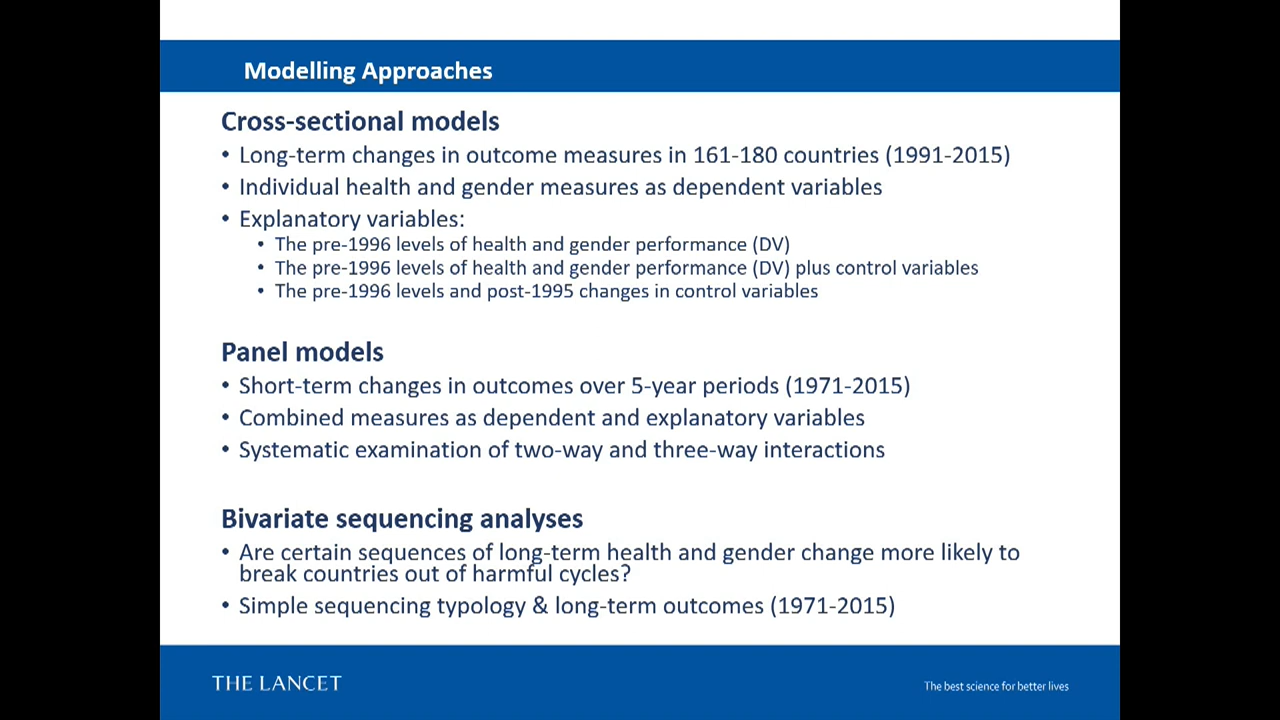 Modelling Approaches
Cross-sectional models
• Long-term changes in outcome measures in 161-180 countries (1991-2015)
• Individual health and gender measures as dependent variables
• Explanatory variables:
• The pre-1996 levels of health and gender performance (DV)
• The pre-1996 levels of health and gender performance (DV) plus control variables
• The pre-1996 levels and post-1995 changes in control variables
Panel models
• Short-term changes in outcomes over 5-year periods (1971-2015)
• Combined measures as dependent and explanatory variables
• Systematic examination of two-way and three-way interactions
Bivariate sequencing analyses
• Are certain sequences of long-term health and gender change more likely to
break countries out of harmful cycles?
• Simple sequencing typology & long-term outcomes (1971-2015)
THE LANCET
The best science for better lives